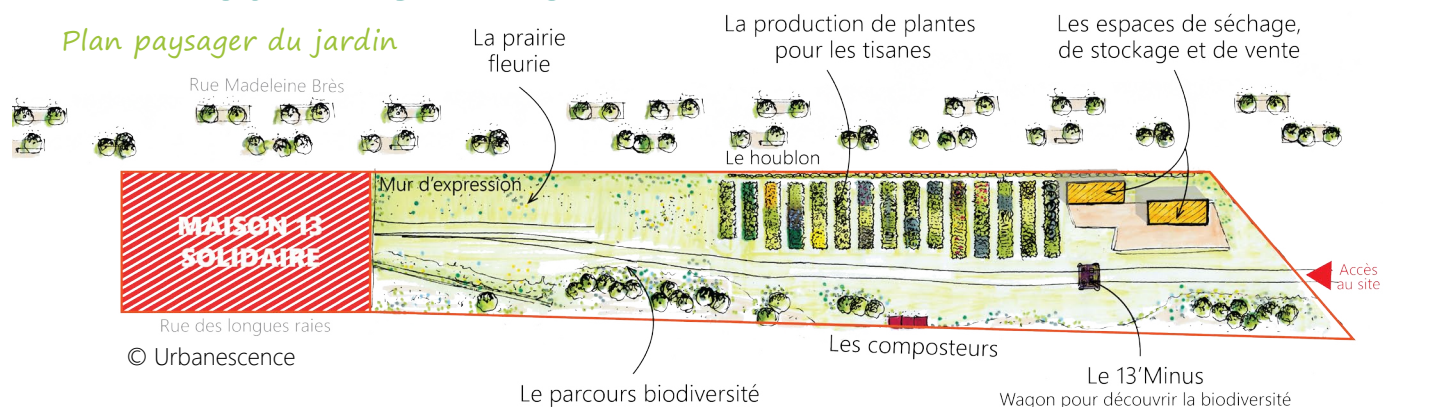 Plan paysager du jardin
La prairie
fleurie
La production de plantes
pour les tisanes
Les espaces de séchage,
de stockage et de vente
Rue Madeleine Brès
Le houblon
Mur d'expression
MAISON 13
SOLIDAIRE
Accès
au site
Rue des longues raies
© Urbanescence
Les composteurs
Le parcours biodiversité
Le 13'Minus
Wagon pour découvrir la biodiversité